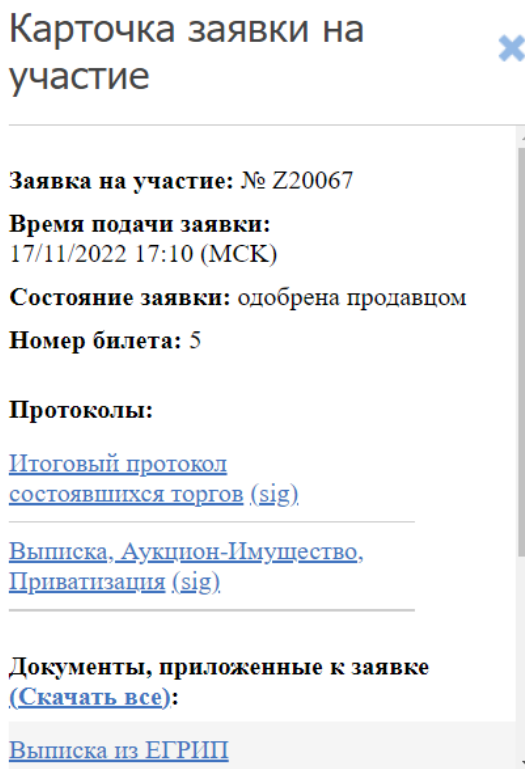 Карточка заявки на
участие
Заявка на участие: № Z20067
Время подачи заявки:
17/11/2022 17:10 (МСК)
Состояние заявки: одобрена продавцом
Номер билета: 5
Протоколы:
Итоговый протокол
состоявшихся торгов (sig)
Выписка, Аукцион-Имущество,
Приватизация (sig)
Документы, приложенные к заявке
(Скачать все):
Выписка из ЕГРИП